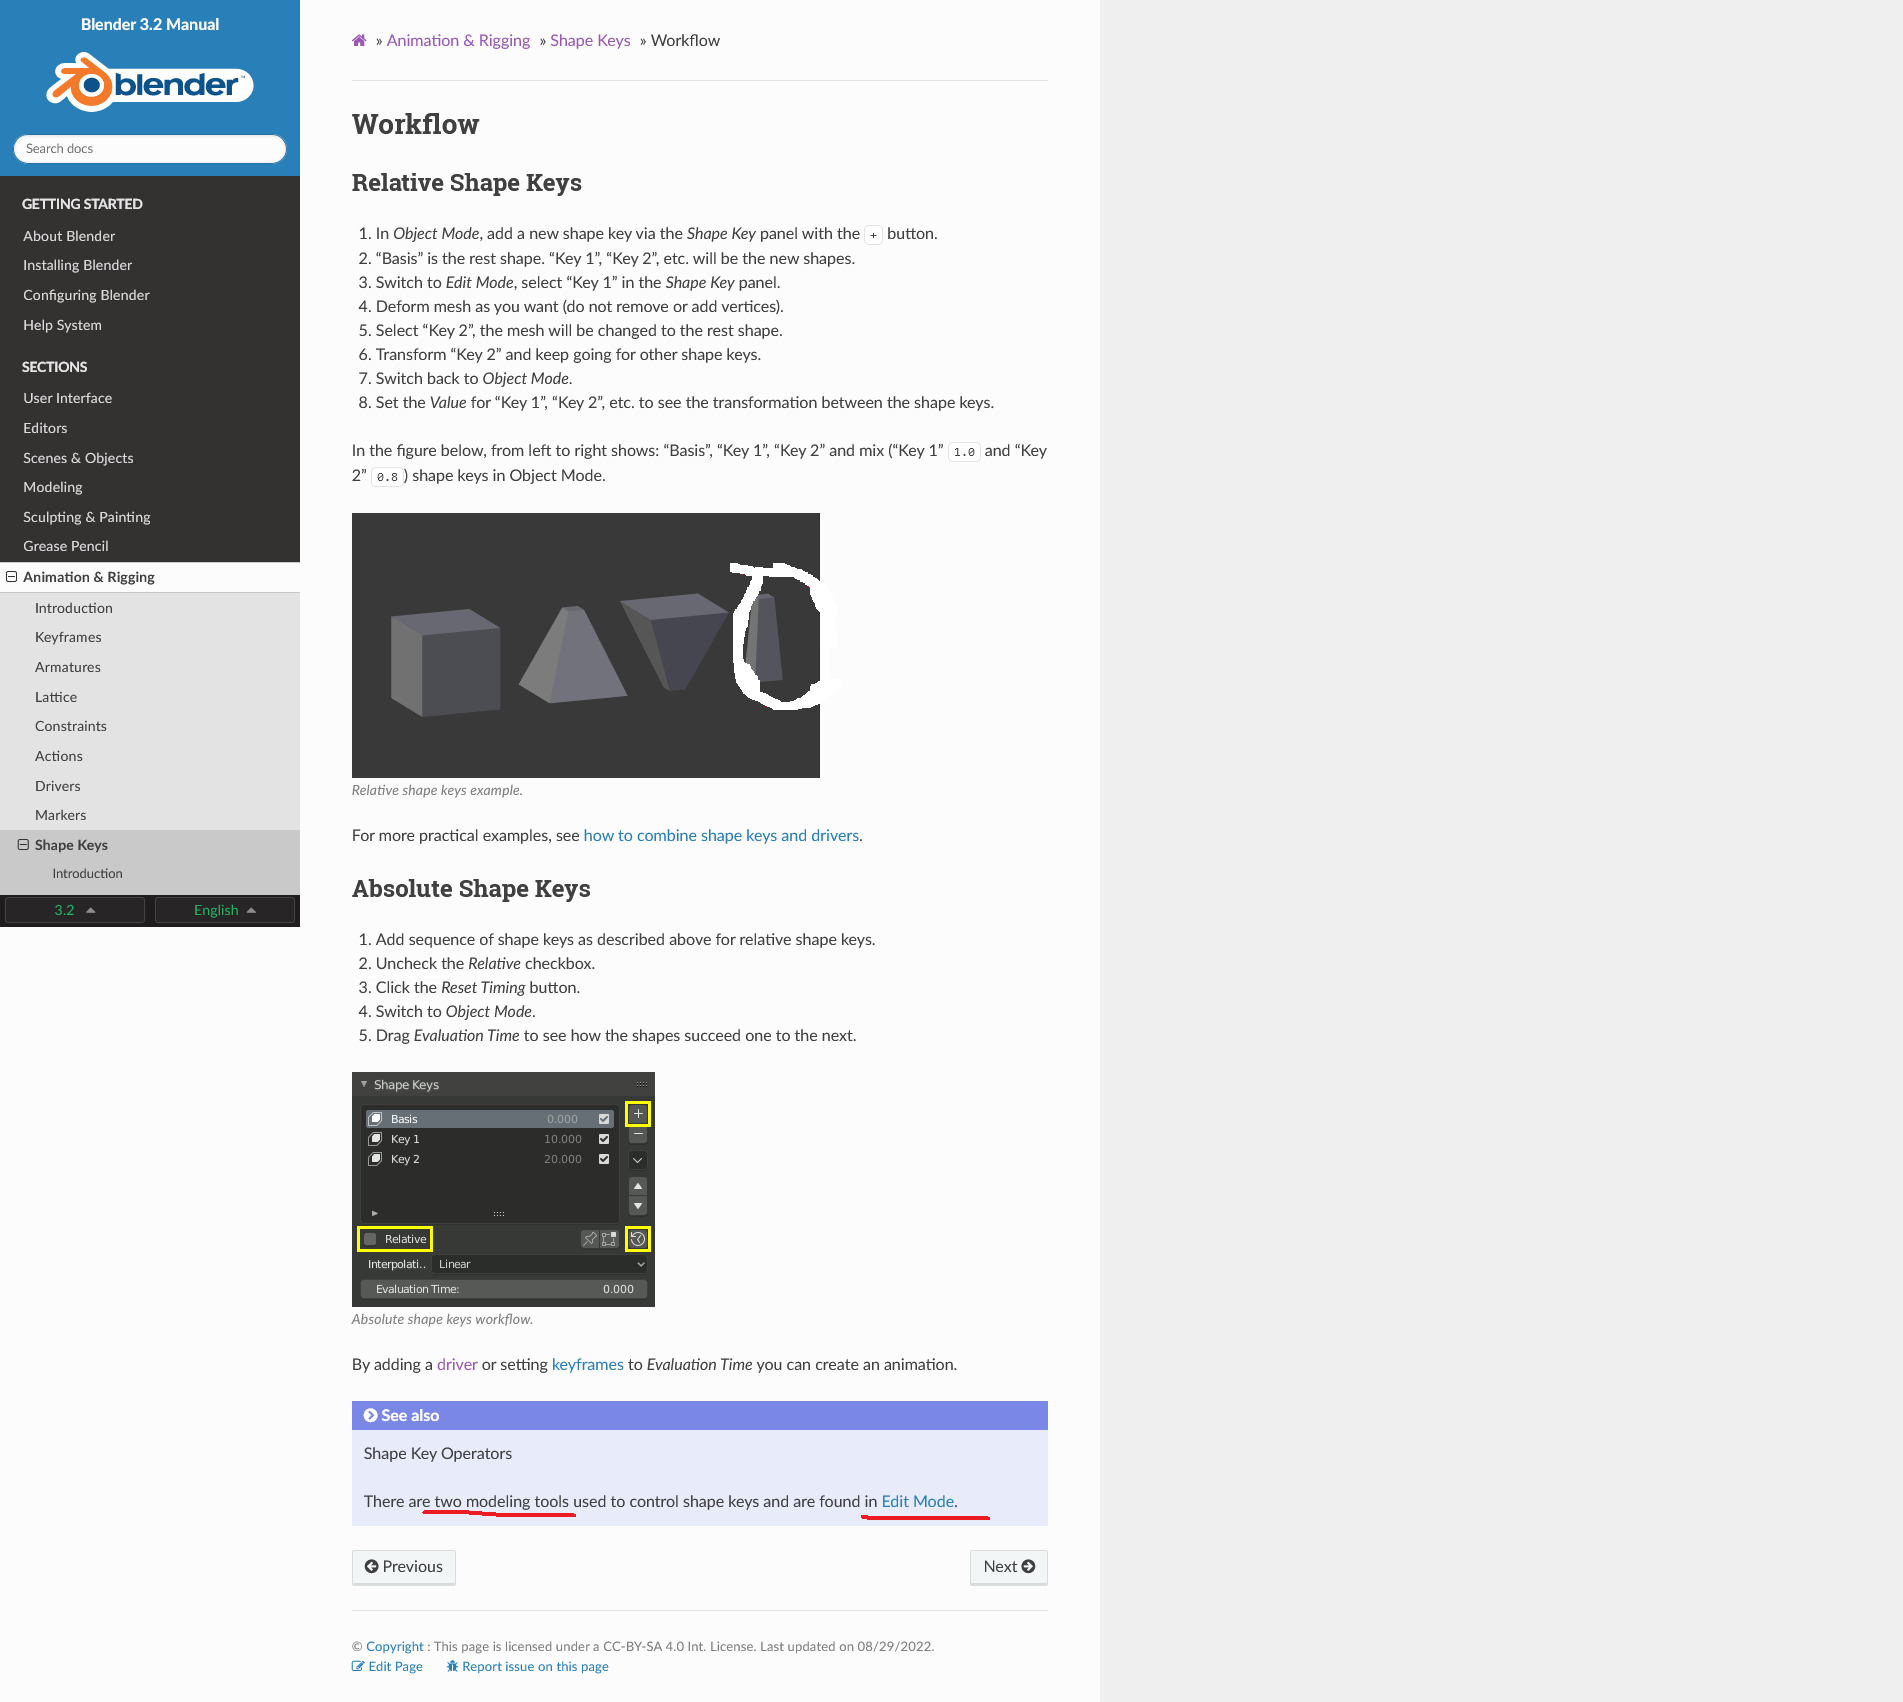 Blender 3.2 Manual
blender™
Search docs
GETTING STARTED
About Blender
Installing Blender
Configuring Blender
Help System
SECTIONS
User Interface
Editors
Scenes & Objects
Modeling
Sculpting & Painting
Grease Pencil
Animation & Rigging
Introduction
Keyframes
Armatures
Lattice
Constraints
Actions
Drivers
Markers
Shape Keys
Introduction
3.2 English
» Animation & Rigging » Shape Keys » Workflow
Workflow
Relative Shape Keys
1. In Object Mode, add a new shape key via the Shape Key panel with the + button.
2. “Basis” is the rest shape. “Key 1”, “Key 2”, etc. will be the new shapes.
3. Switch to Edit Mode, select “Key 1” in the Shape Key panel.
4. Deform mesh as you want (do not remove or add vertices).
5. Select “Key 2”, the mesh will be changed to the rest shape.
6. Transform “Key 2” and keep going for other shape keys.
7. Switch back to Object Mode.
8. Set the Value for “Key 1”, “Key 2”, etc. to see the transformation between the shape keys.
In the figure below, from left to right shows: “Basis”, “Key 1”, “Key 2” and mix (“Key 1” 1.0 and “Key
2” 0.8) shape keys in Object Mode.
Relative shape keys example.
For more practical examples, see how to combine shape keys and drivers.
Absolute Shape Keys
1. Add sequence of shape keys as described above for relative shape keys.
2. Uncheck the Relative checkbox.
3. Click the Reset Timing button.
4. Switch to Object Mode.
5. Drag Evaluation Time to see how the shapes succeed one to the next.
Shape Keys
Basis 0.000
Key 1 10.000
Key 2 20.000
Relative
Interpolati.. Linear
Evaluation Time: 0.000
Absolute shape keys workflow.
By adding a driver or setting keyframes to Evaluation Time you can create an animation.
See also
Shape Key Operators
There are two modeling tools used to control shape keys and are found in Edit Mode.
Previous
Next
© Copyright : This page is licensed under a CC-BY-SA 4.0 Int. License. Last updated on 08/29/2022.
Edit Page Report issue on this page